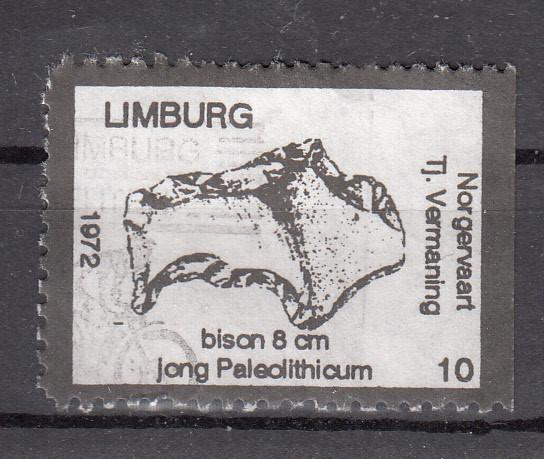 LIMBURG
1972
Norgervaart
Tj. Vermaning
bison 8 cm
jong Paleolithicum
10